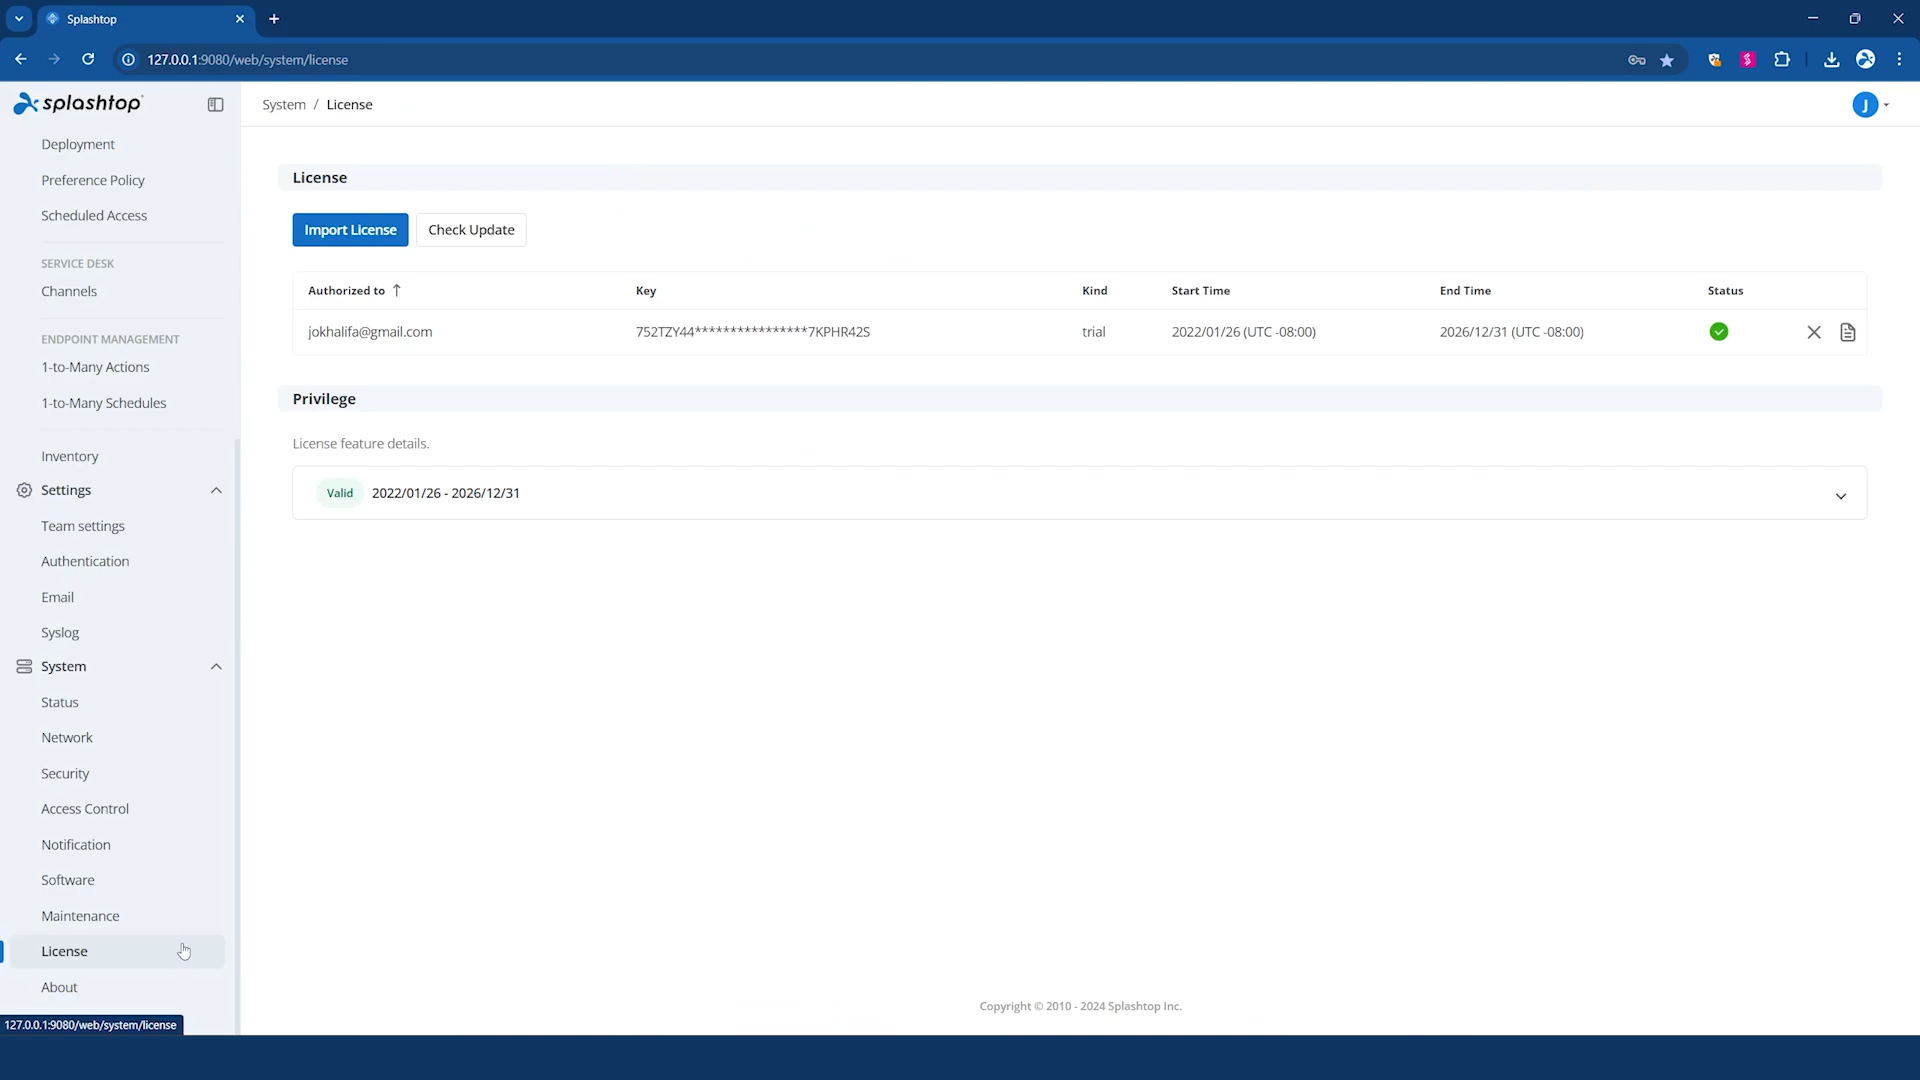 Splashtop
127.0.0.1:9080/web/system/license
splashtop
System / License
J
Deployment
Preference Policy
Scheduled Access
SERVICE DESK
Channels
ENDPOINT MANAGEMENT
1-to-Many Actions
1-to-Many Schedules
Inventory
Settings
Team settings
Authentication
Email
Syslog
System
Status
Network
Security
Access Control
Notification
Software
Maintenance
License
About
127.0.0.1:9080/web/system/license
License
Import License Check Update
Authorized to Key Kind Start Time End Time Status
jokhalifa@gmail.com 752TZY44****************7KPHR42S trial 2022/01/26 (UTC -08:00) 2026/12/31 (UTC -08:00)
Privilege
License feature details.
Valid 2022/01/26 - 2026/12/31
Copyright © 2010 - 2024 Splashtop Inc.